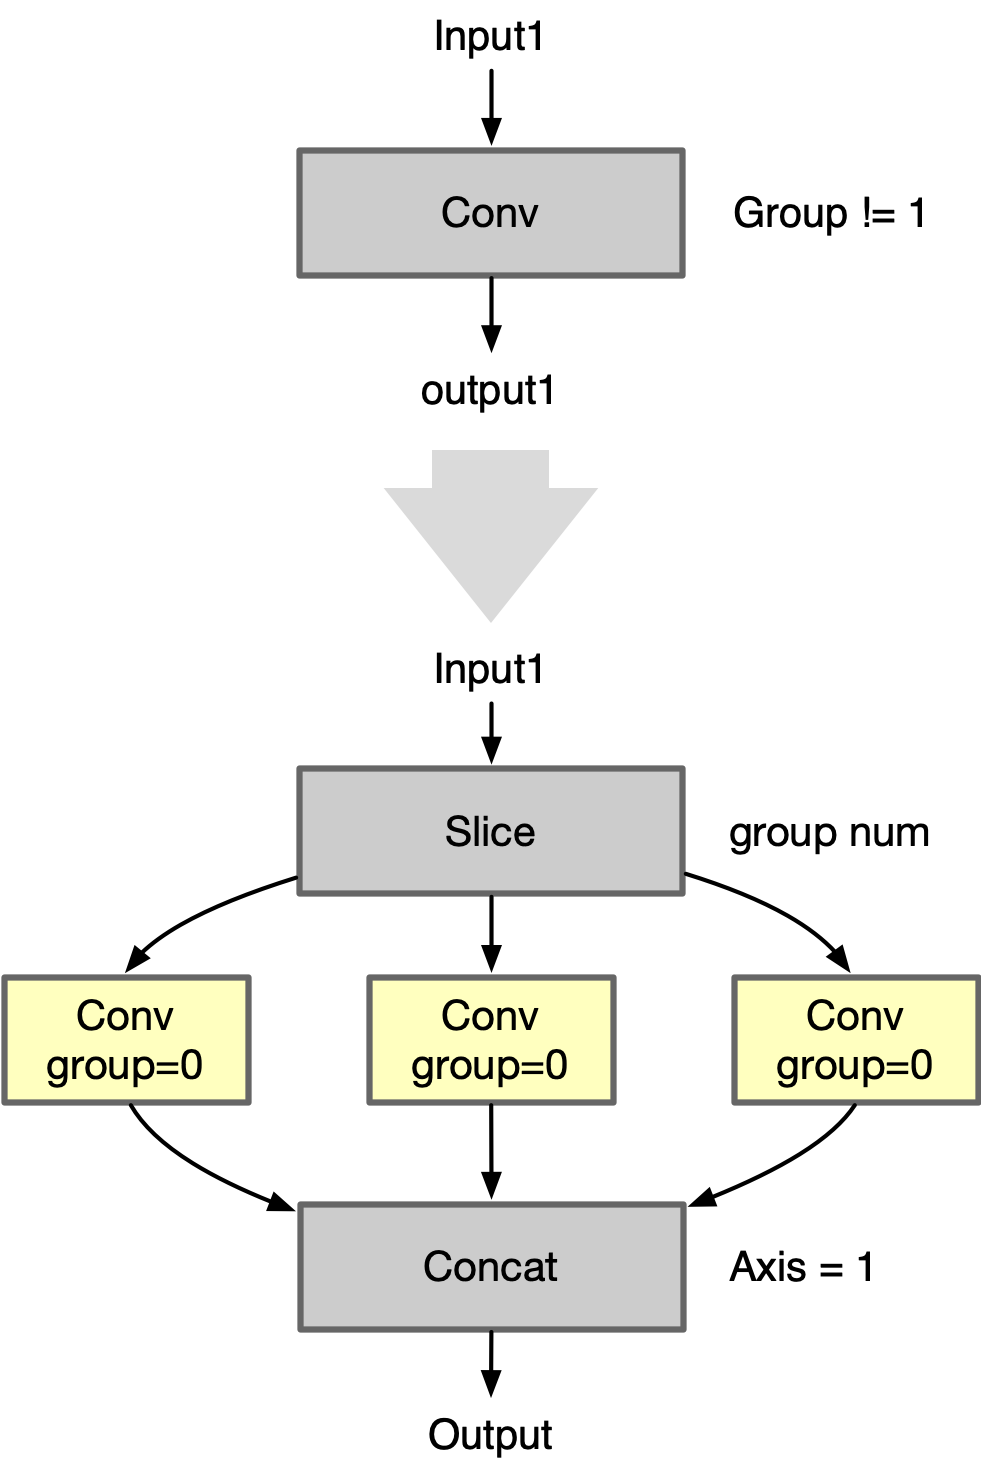 Input1
Conv
Group != 1
output1
Input1
Slice
group num
Conv
group=0
Conv
group=0
Conv
group=0
Concat
Axis = 1
Output